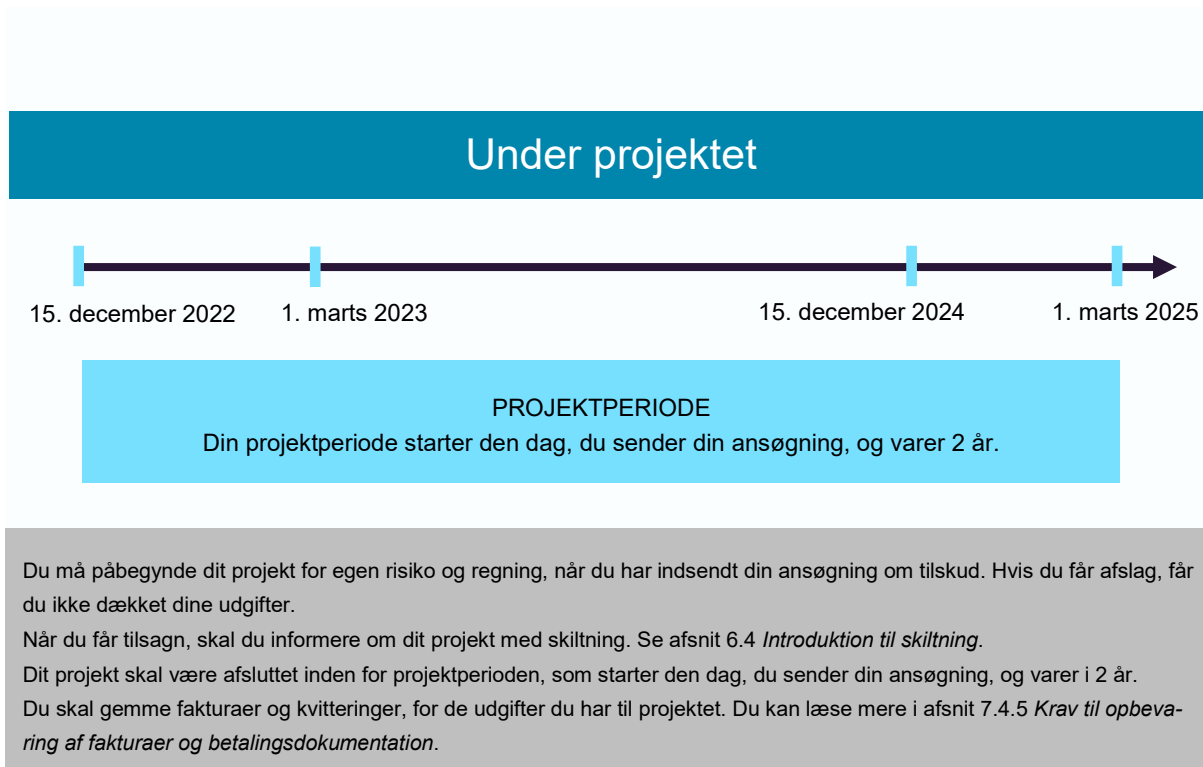 Under projektet
15. december 2022
1. marts 2023
15. december 2024
1. marts 2025
PROJEKTPERIODE
Din projektperiode starter den dag, du sender din ansøgning, og varer 2 år.
Du må påbegynde dit projekt for egen risiko og regning, når du har indsendt din ansøgning om tilskud. Hvis du får afslag, får
du ikke dækket dine udgifter.
Når du får tilsagn, skal du informere om dit projekt med skiltning. Se afsnit 6.4 Introduktion til skiltning.
Dit projekt skal være afsluttet inden for projektperioden, som starter den dag, du sender din ansøgning, og varer i 2 år.
Du skal gemme fakturaer og kvitteringer, for de udgifter du har til projektet. Du kan læse mere i afsnit 7.4.5 Krav til opbeva-
ring af fakturaer og betalingsdokumentation.